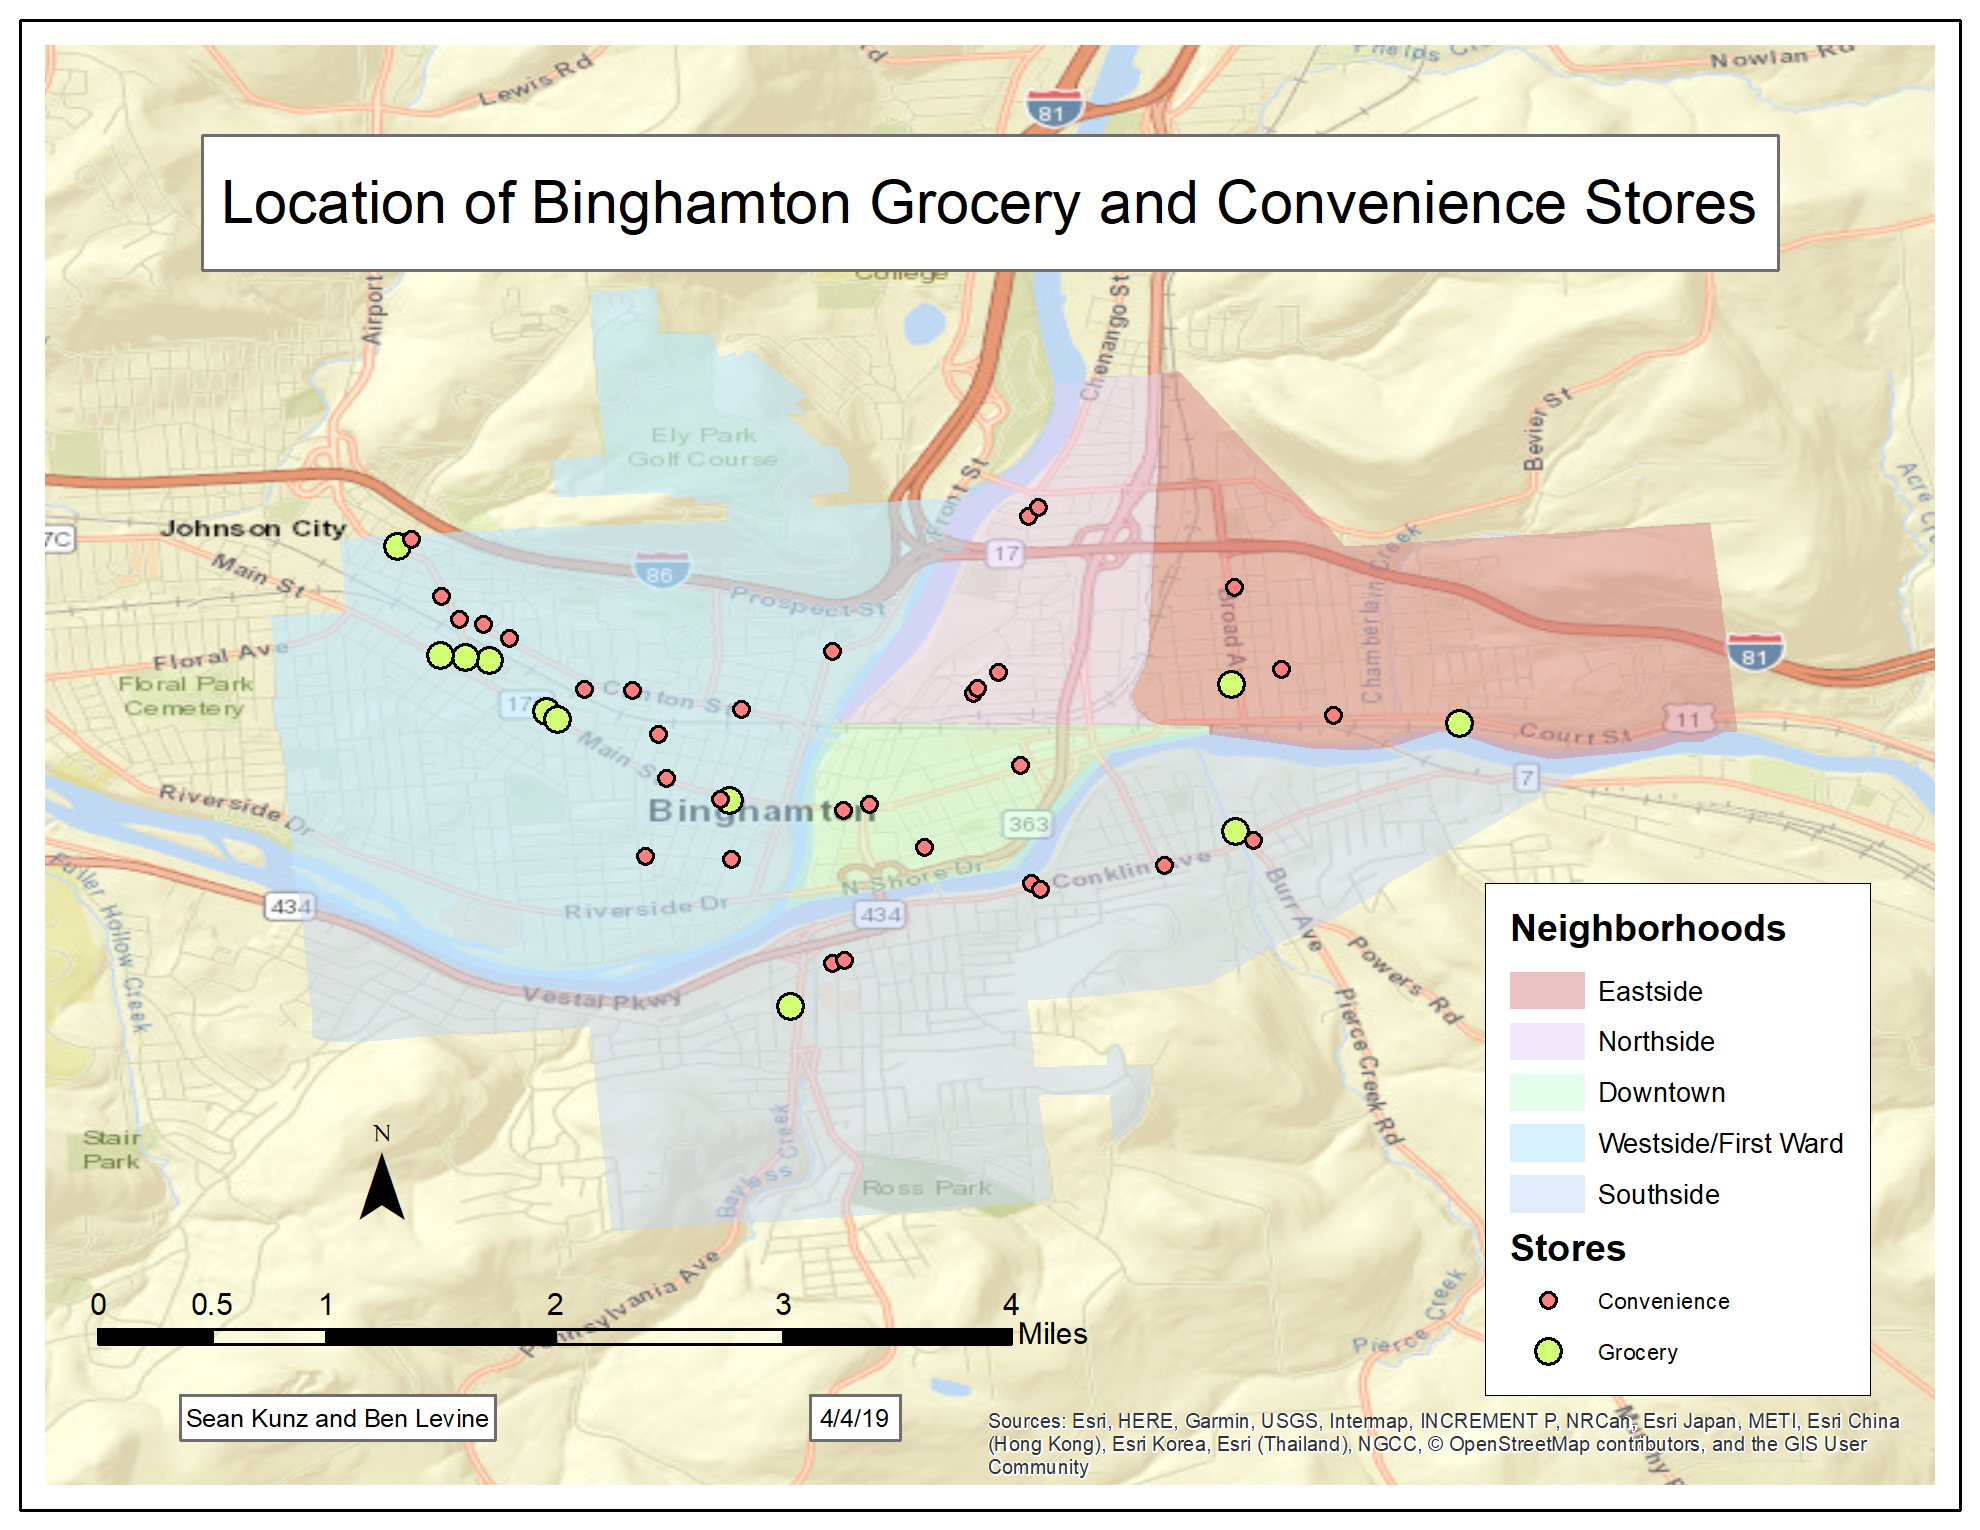 Phelps Cr
Nowlan Rd
Lewis Rd
81
Location of Binghamton Grocery and Convenience Stores
College
Airport
Chenango St
Bevier St
Ely Park
Golf Course
Front St
Acre
7C
Johnson City
17
Main St
86
Prospect St
Chamberlain Creek
Broad A
81
Floral Ave
Floral Park
Cemetery
17
Clinton St
11
Court St
Main S
7
Riverside Dr
Binghamton
363
Fuller Hollow Creek
N Shore Dr
Conklin Ave
434
Riverside Dr
434
Burr Ave
Powers Rd
Vestal Pkwy
Pierce Creek Rd
Neighborhoods
Eastside
Northside
Downtown
Westside/First Ward
Southside
Stores
Convenience
Grocery
Stair
Park
N
Bayless Creek
Ross Park
Pennsylvania Ave
Pierce Creek
0 0.5 1 2 3 4
Miles
Sean Kunz and Ben Levine
4/4/19
Sources: Esri, HERE, Garmin, USGS, Intermap, INCREMENT P, NRCan, Esri Japan, METI, Esri China
(Hong Kong), Esri Korea, Esri (Thailand), NGCC, © OpenStreetMap contributors, and the GIS User
Community